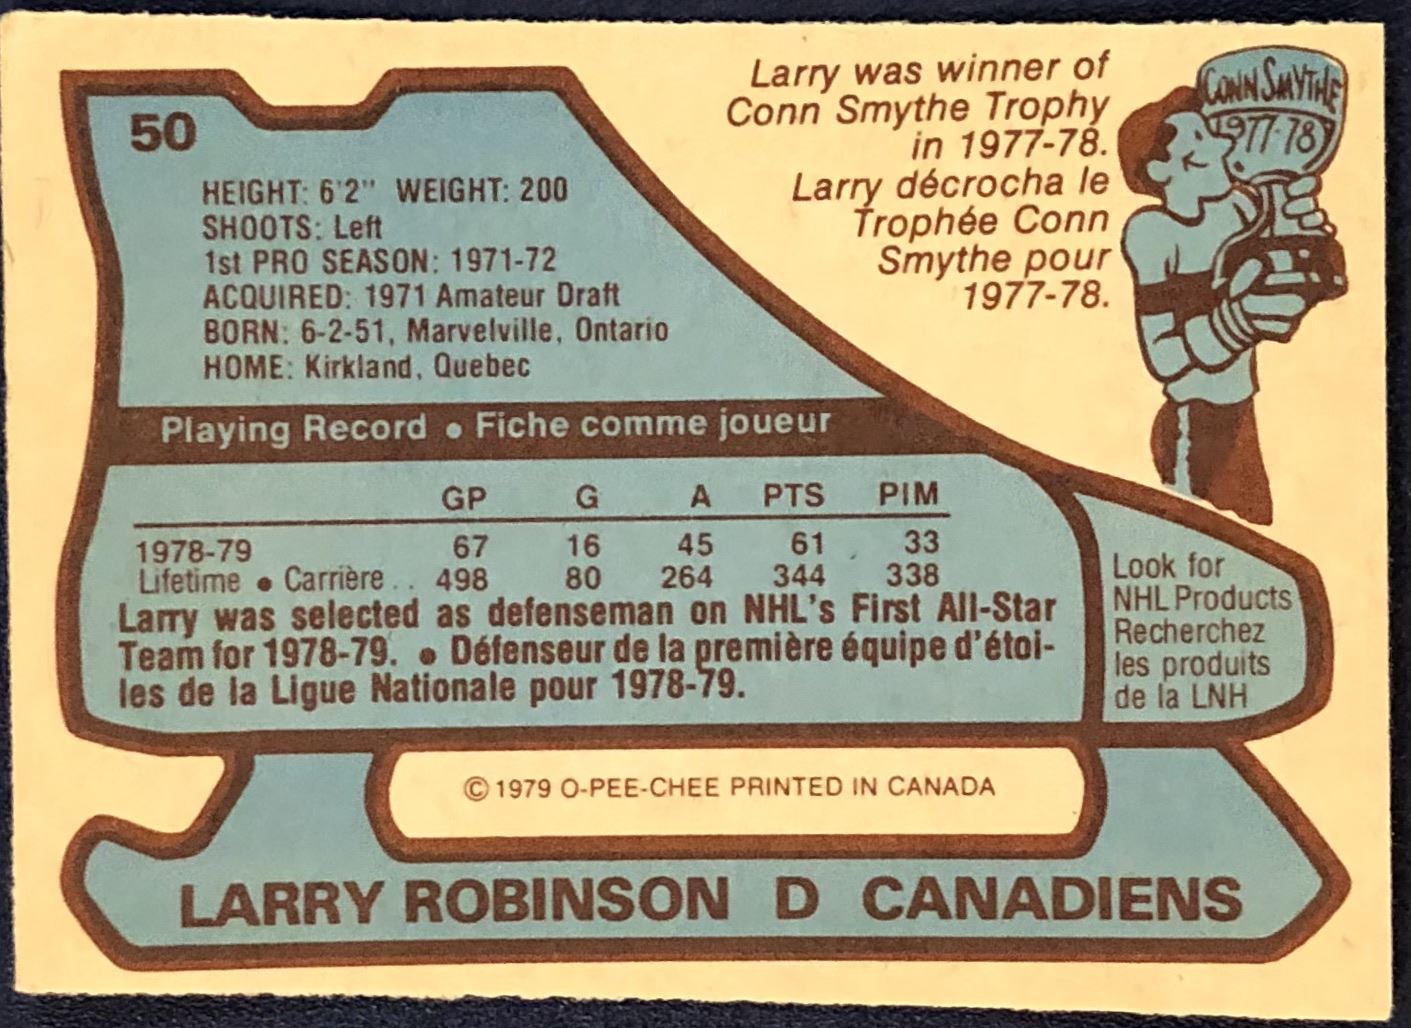 50
HEIGHT: 6'2" WEIGHT: 200
SHOOTS: Left
1st PRO SEASON: 1971-72
ACQUIRED: 1971 Amateur Draft
BORN: 6-2-51, Marvelville, Ontario
HOME: Kirkland, Quebec
Larry was winner of
Conn Smythe Trophy
in 1977-78.
Larry décrocha le
Trophée Conn
Smythe pour
1977-78.
CONN SMYTHE
1977-78
Playing Record • Fiche comme joueur
GP G A PTS PIM
1978-79 67 16 45 61 33
Lifetime • Carrière .. 498 80 264 344 338
Larry was selected as defenseman on NHL's First All-Star
Team for 1978-79. • Défenseur de la première équipe d'étoi-
les de la Ligue Nationale pour 1978-79.
Look for
NHL Products
Recherchez
les produits
de la LNH
© 1979 O-PEE-CHEE PRINTED IN CANADA
LARRY ROBINSON D CANADIENS